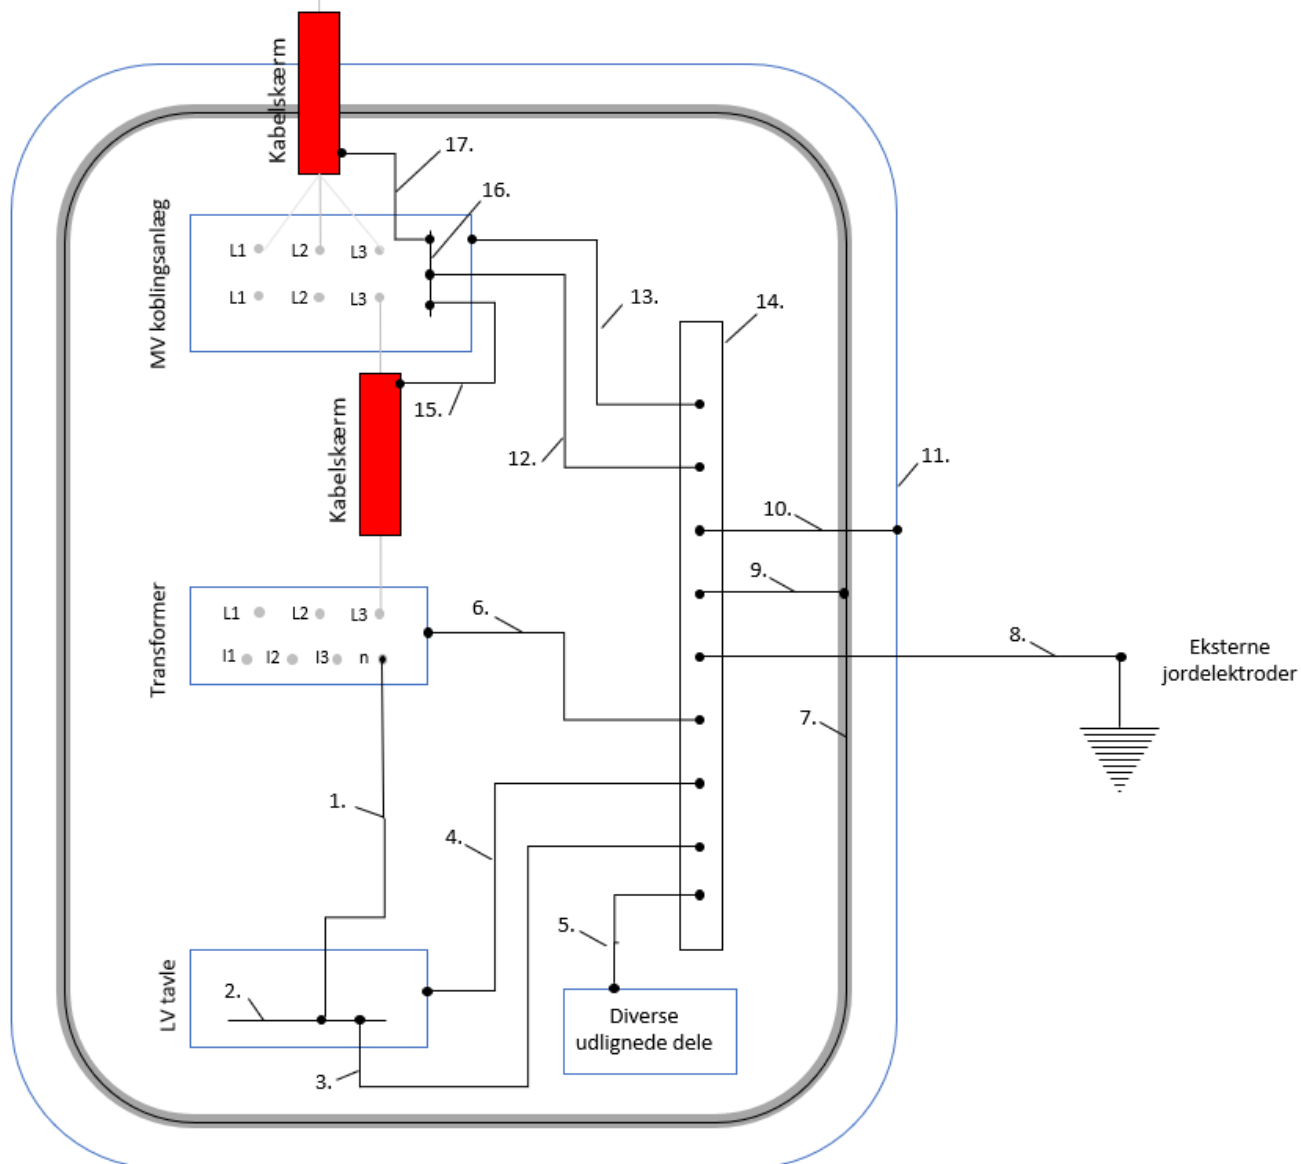 Kabelskærm
17.
16.
MV koblingsanlæg
L1 L2 L3
L1 L2 L3
13.
14.
15.
Kabelskærm
12.
11.
10.
9.
Transformer
L1 L2 L3
l1 l2 l3 n
6.
8.
Eksterne
jordelektroder
7.
1.
4.
5.
LV tavle
2.
3.
Diverse
udlignede dele